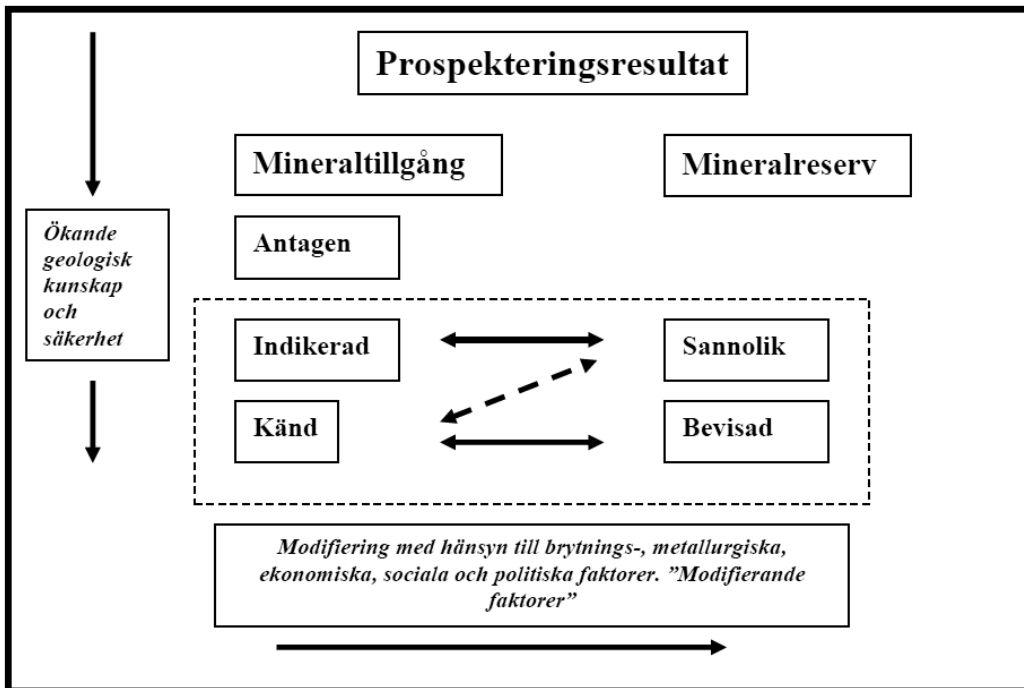 Prospekteringsresultat
Mineraltillgång
Mineralreserv
Ökande
geologisk
kunskap
och
säkerhet
Antagen
Indikerad
Sannolik
Känd
Bevisad
Modifiering med hänsyn till brytnings-, metallurgiska,
ekonomiska, sociala och politiska faktorer. ”Modifierande
faktorer”